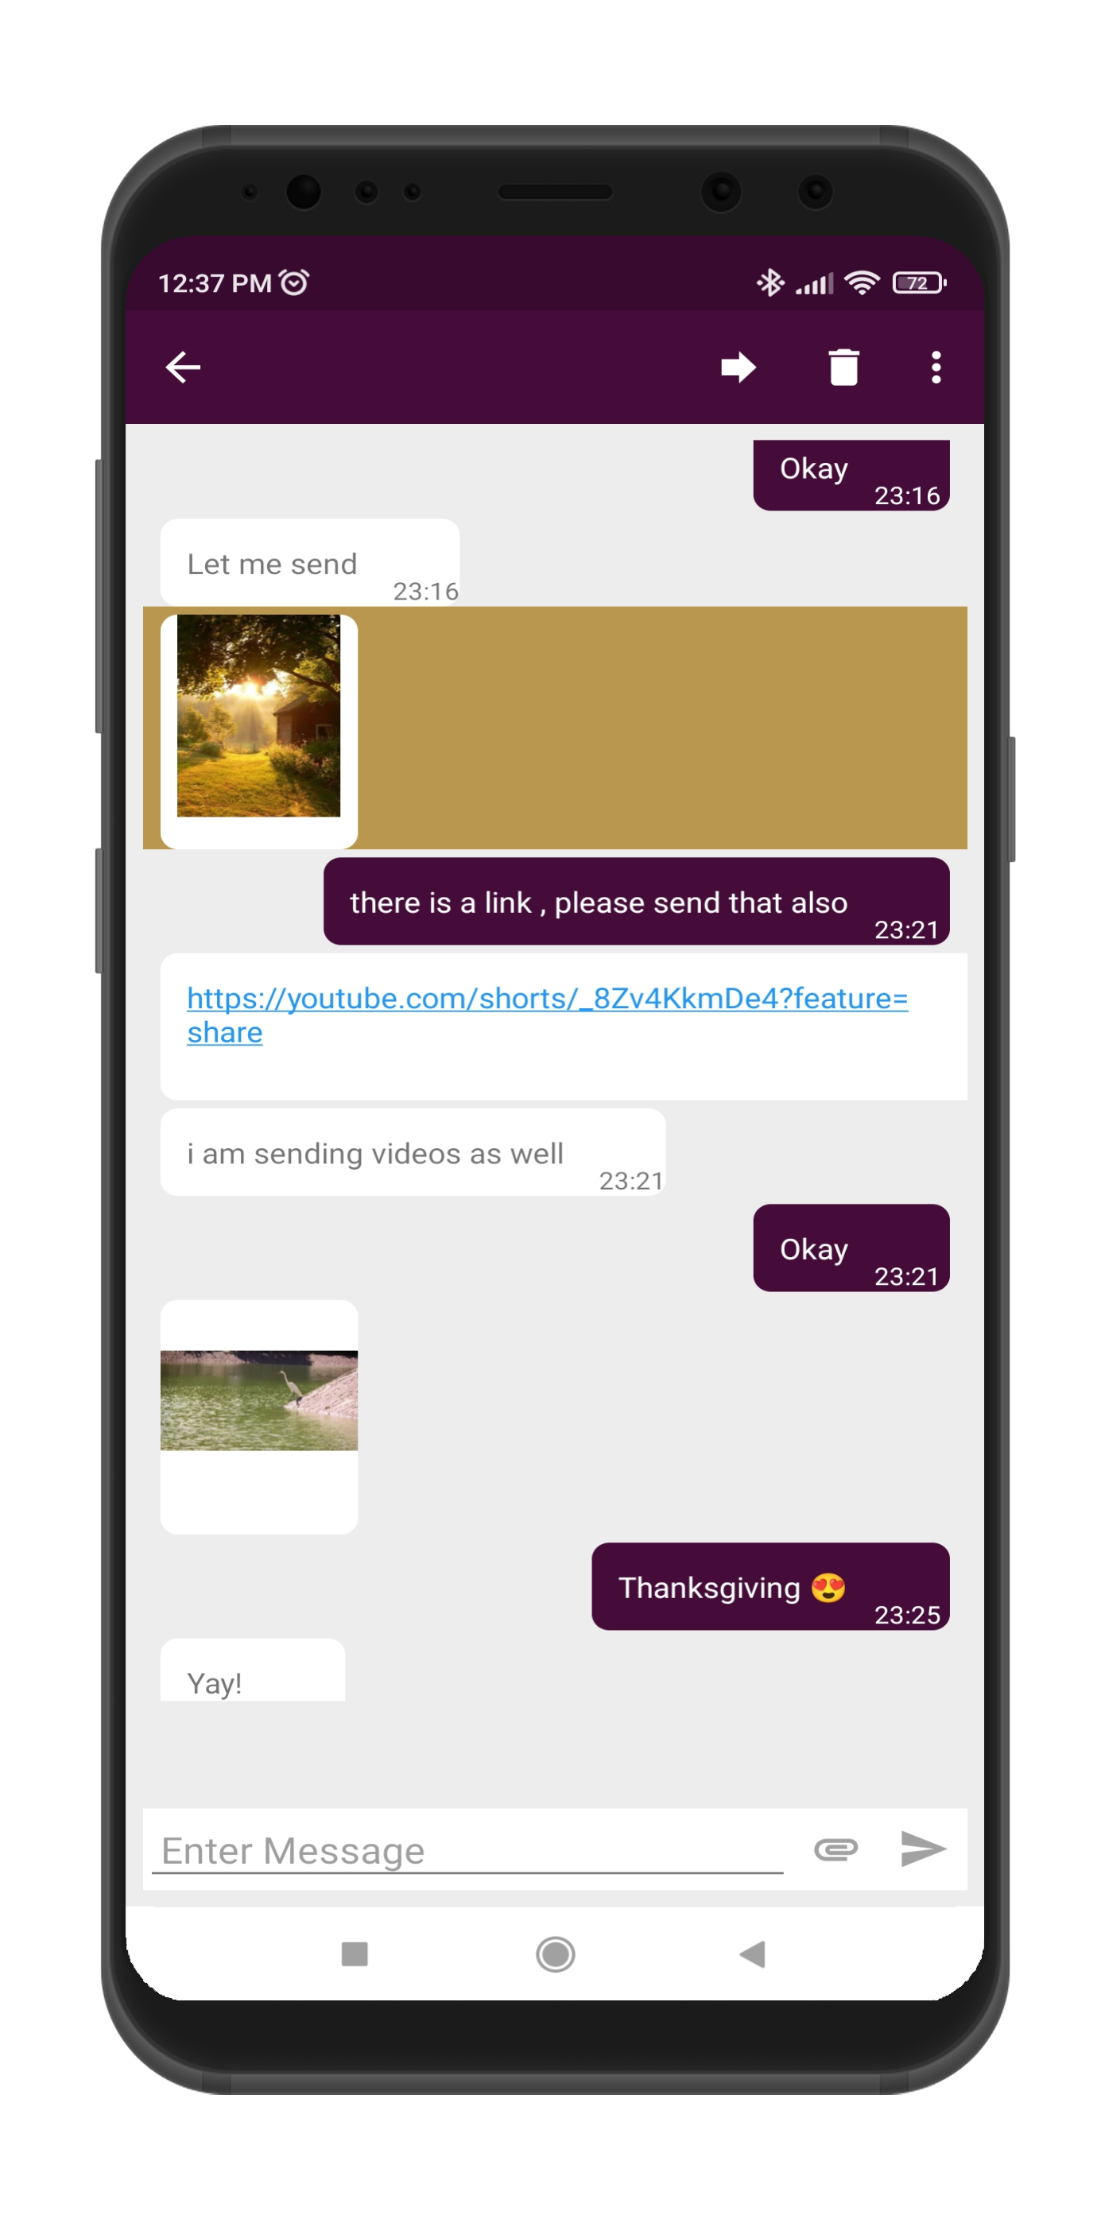 12:37 PM
72
Okay
23:16
Let me send
23:16
there is a link , please send that also
23:21
https://youtube.com/shorts/_8Zv4KkmDe4?feature=
share
i am sending videos as well
23:21
Okay
23:21
Thanksgiving 😍
23:25
Yay!
Enter Message